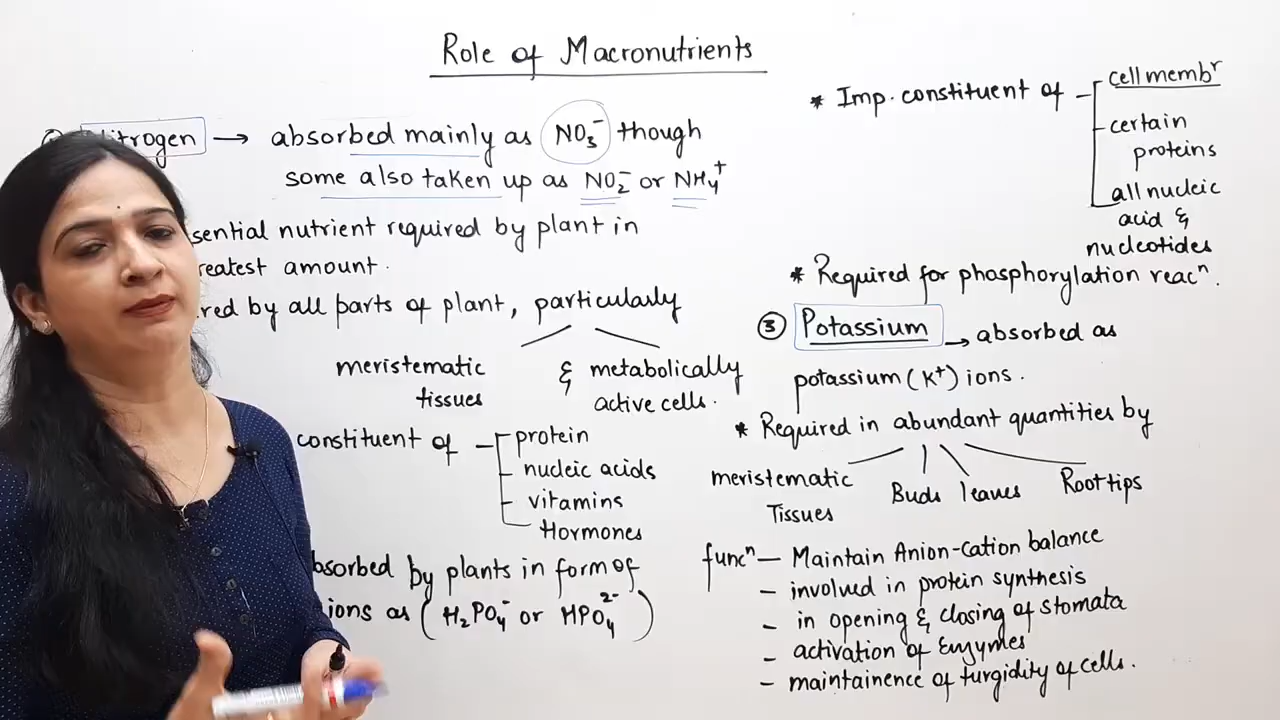 Role of Macronutrients
Nitrogen → absorbed mainly as NO₃⁻ though
some also taken up as NO₂⁻ or NH₄⁺
sential nutrient required by plant in
reatest amount.
red by all parts of plant, particularly
meristematic & metabolically
tissues active cells.
constituent of - protein
- nucleic acids
- vitamins
Hormones
bsorbed by plants in form of
ions as (H₂PO₄⁻ or HPO₄²⁻)
* Imp. constituent of - cell membʳ
- certain
proteins
all nucleic
acid &
nucleotides
* Required for phosphorylation reacⁿ.
③ Potassium → absorbed as
potassium (K⁺) ions.
* Required in abundant quantities by
meristematic Buds leaves Root tips
Tissues
funcⁿ - Maintain Anion-Cation balance
- involved in protein synthesis
- in opening & closing of stomata
- activation of Enzymes
- maintainence of turgidity of cells.